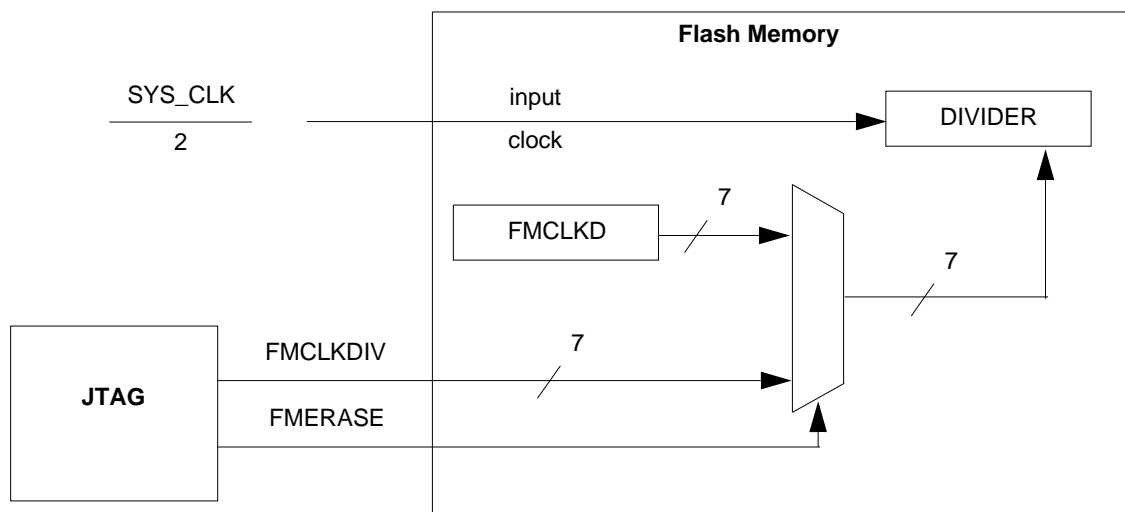 Flash Memory
SYS_CLK
2
input
clock
DIVIDER
7
FMCLKD
7
FMCLKDIV
7
JTAG
FMERASE